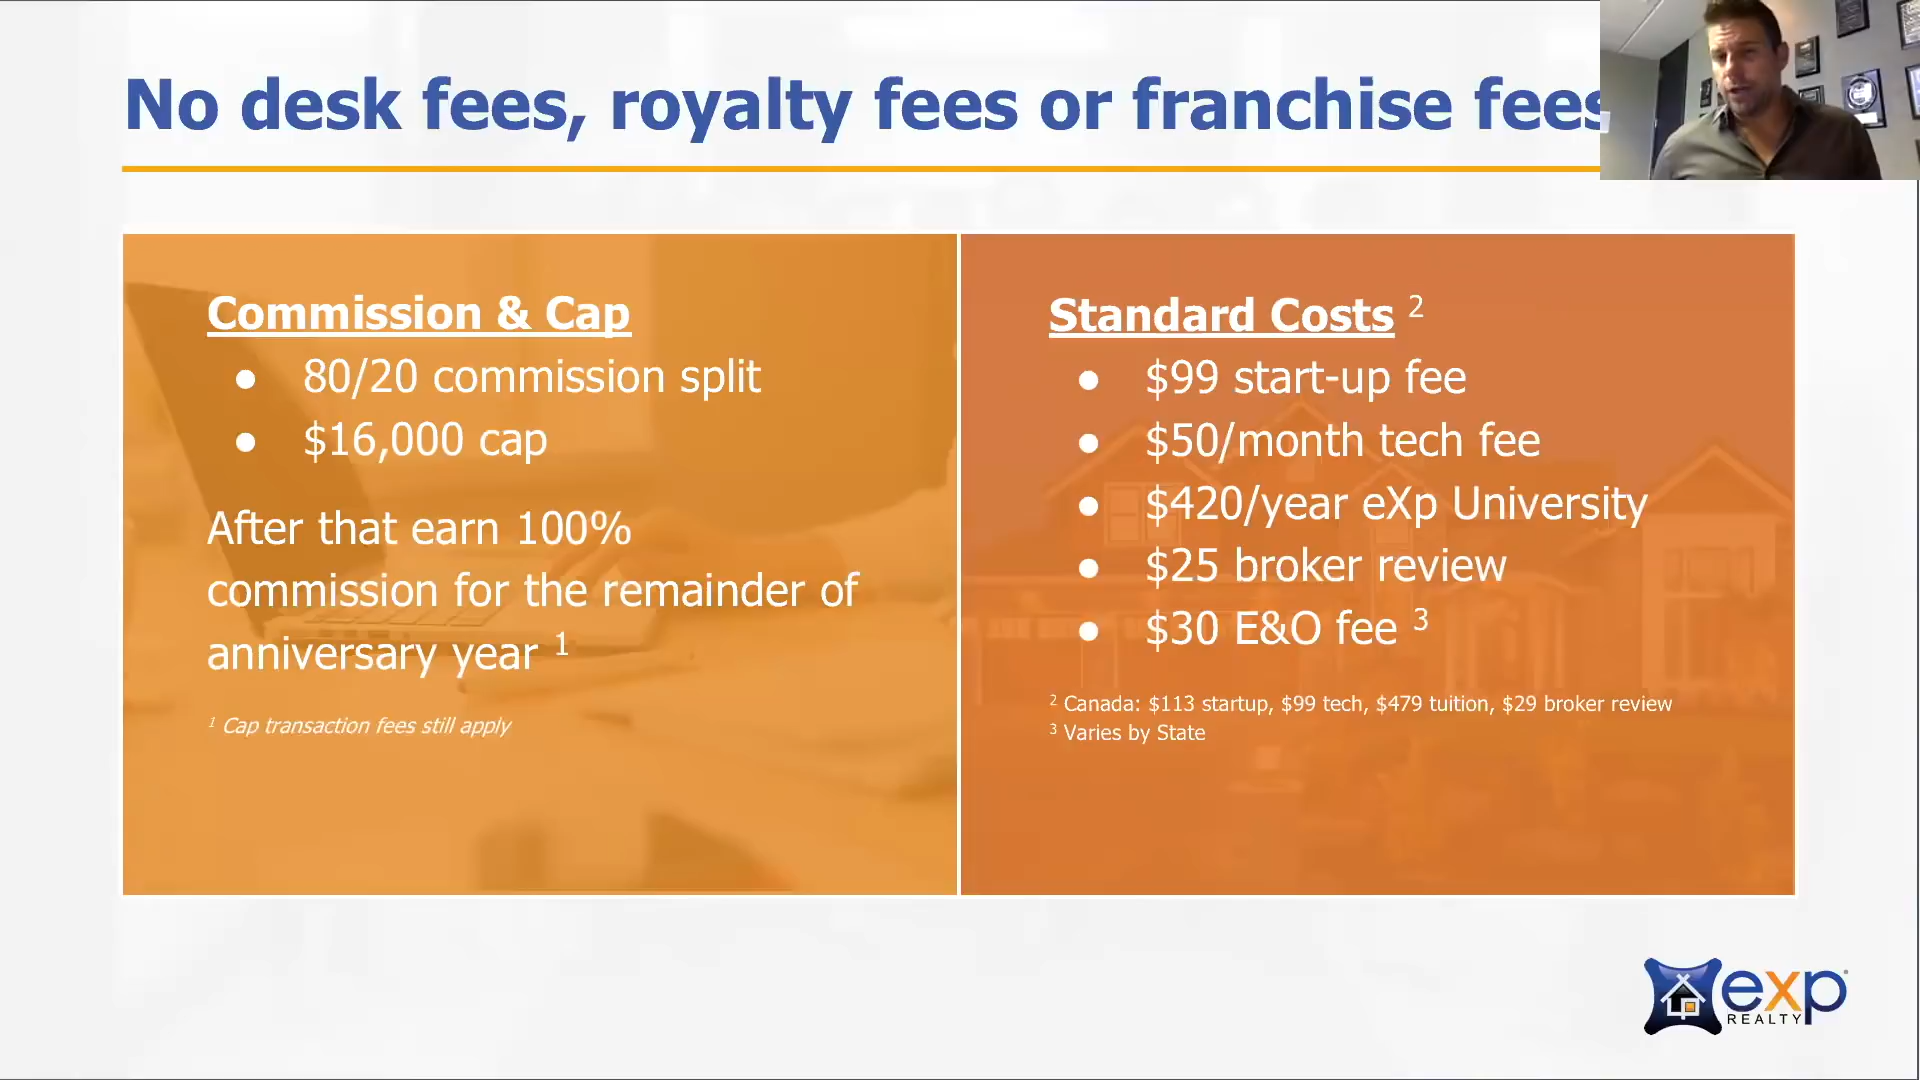 No desk fees, royalty fees or franchise fees
Commission & Cap
● 80/20 commission split
● $16,000 cap
After that earn 100%
commission for the remainder of
anniversary year ¹
¹ Cap transaction fees still apply
Standard Costs ²
● $99 start-up fee
● $50/month tech fee
● $420/year eXp University
● $25 broker review
● $30 E&O fee ³
² Canada: $113 startup, $99 tech, $479 tuition, $29 broker review
³ Varies by State
exp
REALTY